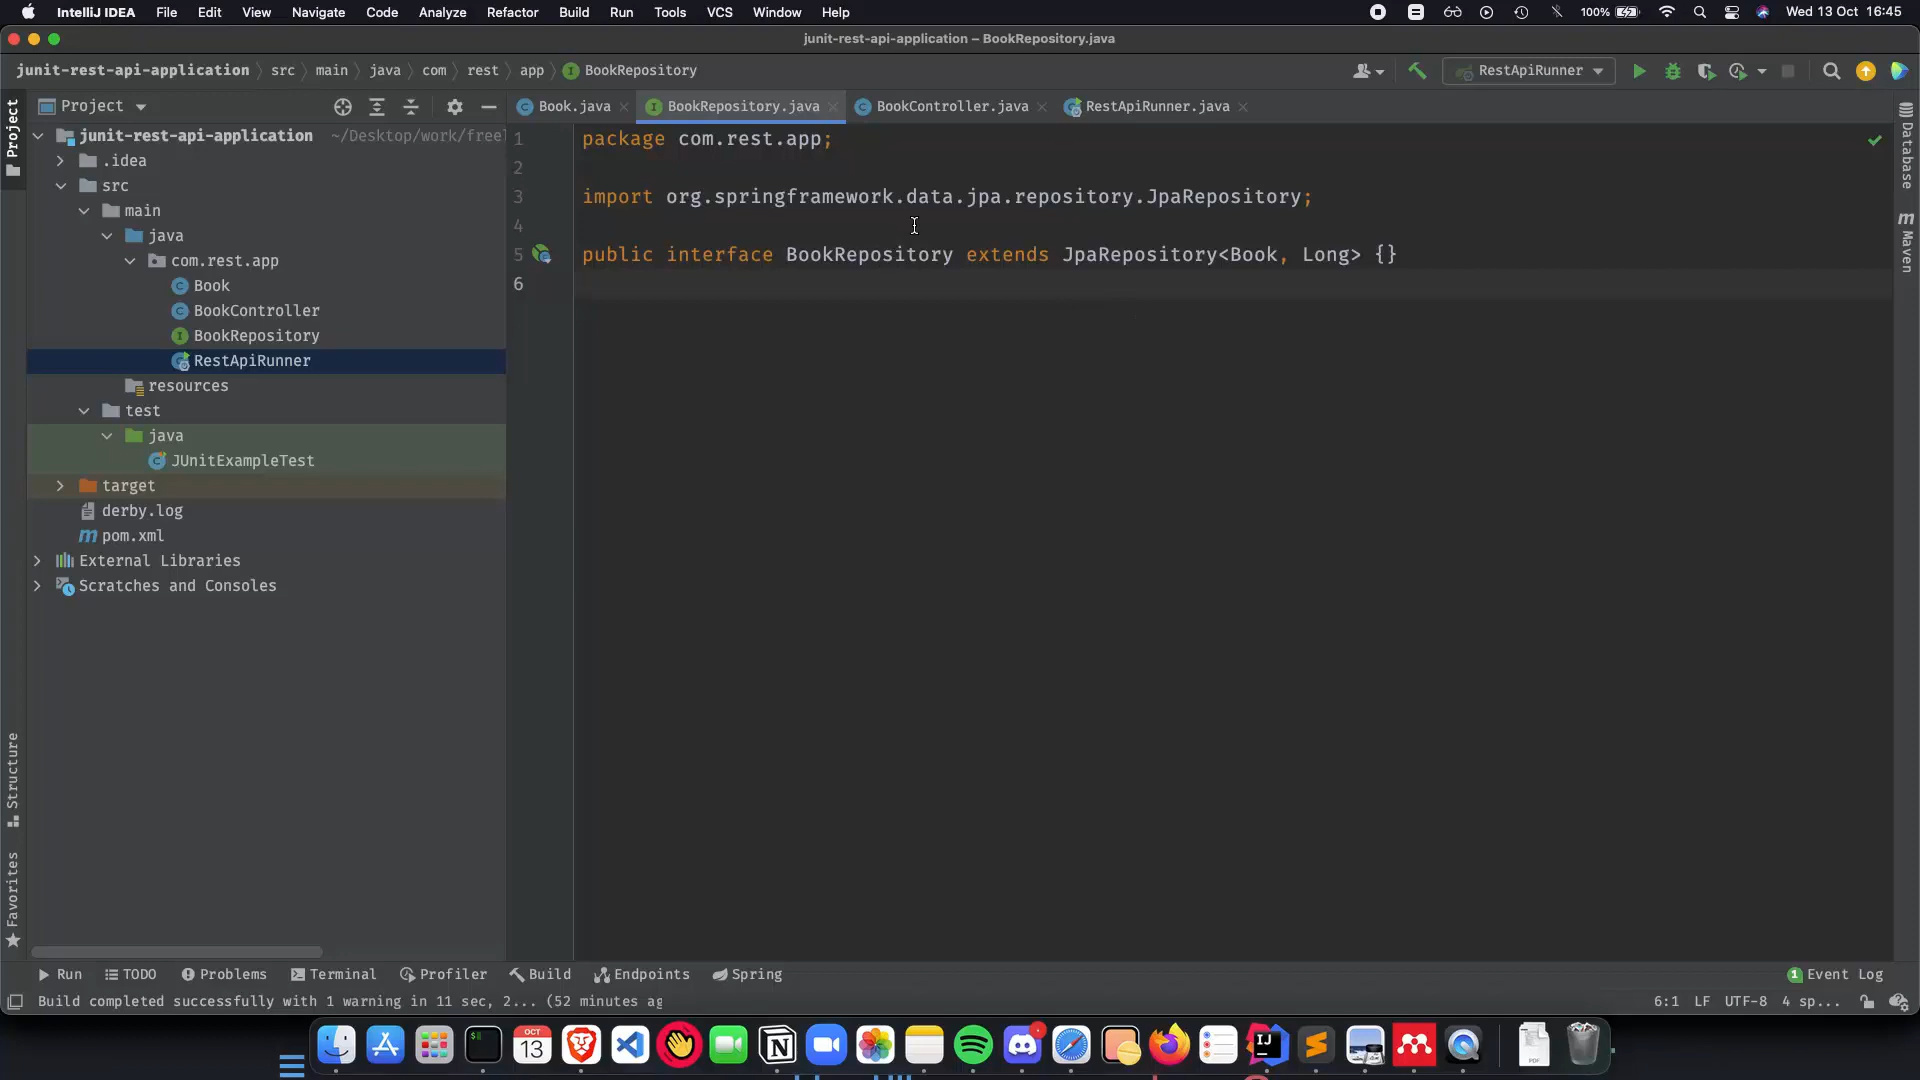 IntelliJ IDEA File Edit View Navigate Code Analyze Refactor Build Run Tools VCS Window Help 100% Wed 13 Oct 16:45
junit-rest-api-application – BookRepository.java
junit-rest-api-application src main java com rest app BookRepository RestApiRunner
Project Book.java BookRepository.java BookController.java RestApiRunner.java
Project
Structure
Favorites
junit-rest-api-application ~/Desktop/work/free
.idea
src
main
java
com.rest.app
Book
BookController
BookRepository
RestApiRunner
resources
test
java
JUnitExampleTest
target
derby.log
pom.xml
External Libraries
Scratches and Consoles
1 package com.rest.app;
2
3 import org.springframework.data.jpa.repository.JpaRepository;
4
5 public interface BookRepository extends JpaRepository<Book, Long> {}
6
Database
Maven
Run TODO Problems Terminal Profiler Build Endpoints Spring 1 Event Log
Build completed successfully with 1 warning in 11 sec, 2... (52 minutes ag 6:1 LF UTF-8 4 sp...
OCT
13
IJ
PDF